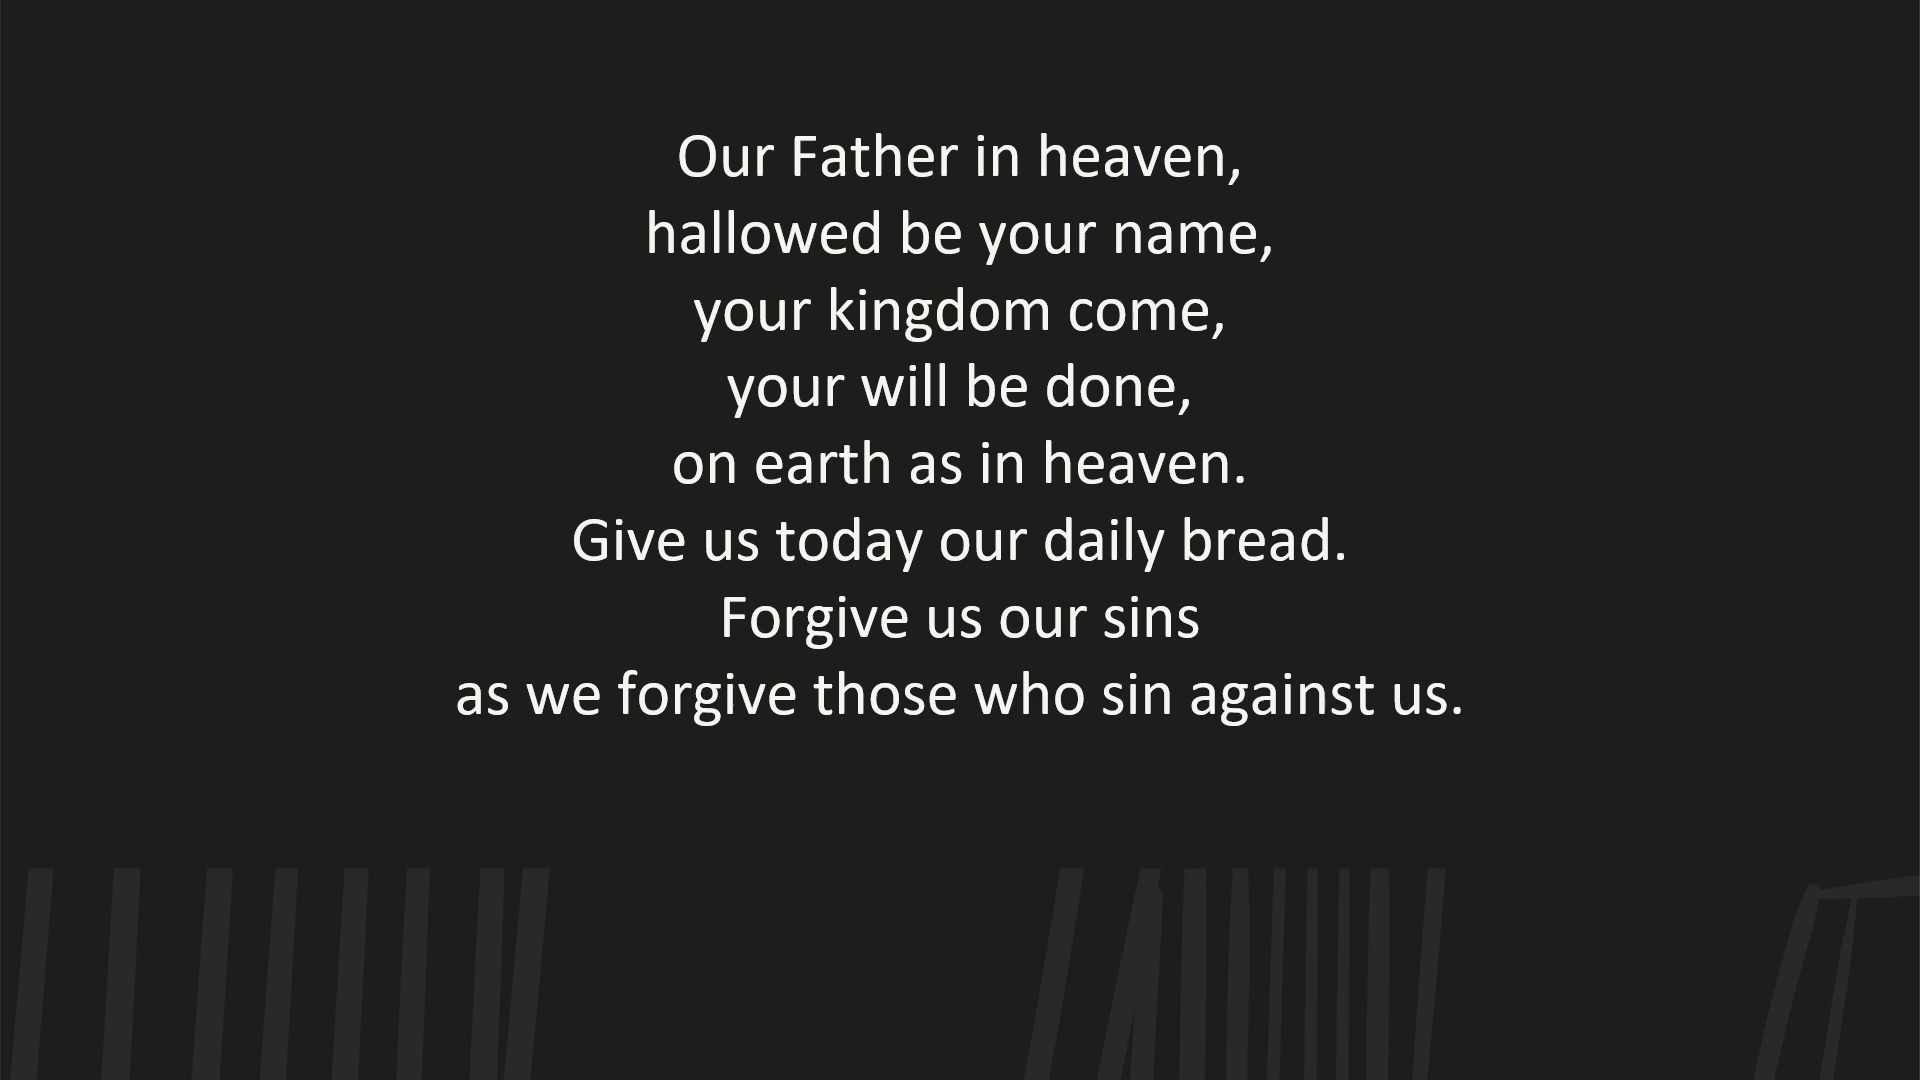 Our Father in heaven,
hallowed be your name,
your kingdom come,
your will be done,
on earth as in heaven.
Give us today our daily bread.
Forgive us our sins
as we forgive those who sin against us.